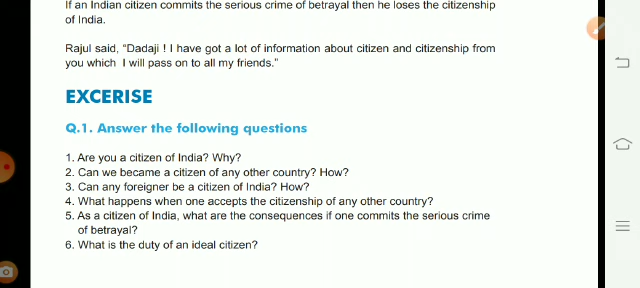 If an Indian citizen commits the serious crime of betrayal then he loses the citizenship
of India.
Rajul said, “Dadaji ! I have got a lot of information about citizen and citizenship from
you which I will pass on to all my friends.”
EXCERISE
Q.1. Answer the following questions
1. Are you a citizen of India? Why?
2. Can we became a citizen of any other country? How?
3. Can any foreigner be a citizen of India? How?
4. What happens when one accepts the citizenship of any other country?
5. As a citizen of India, what are the consequences if one commits the serious crime
of betrayal?
6. What is the duty of an ideal citizen?